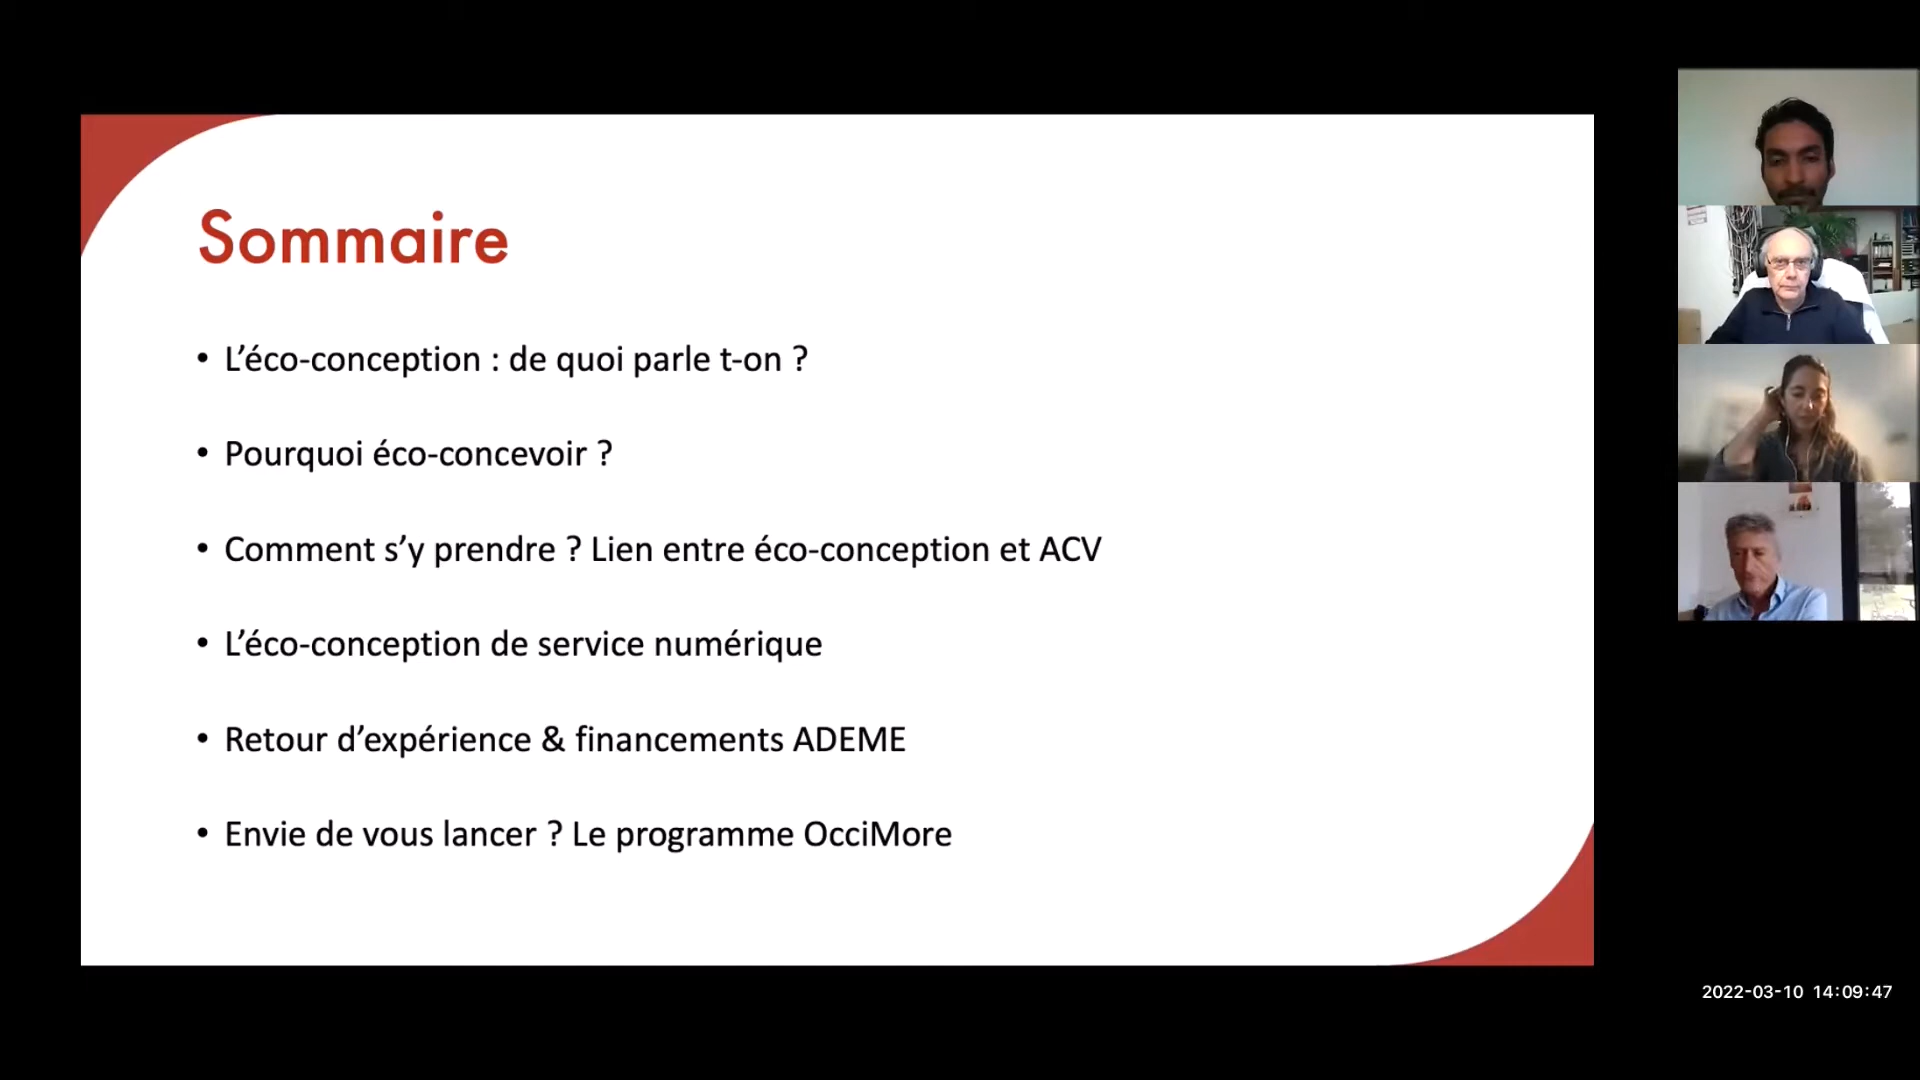 Sommaire
• L’éco-conception : de quoi parle t-on ?
• Pourquoi éco-concevoir ?
• Comment s’y prendre ? Lien entre éco-conception et ACV
• L’éco-conception de service numérique
• Retour d’expérience & financements ADEME
• Envie de vous lancer ? Le programme OcciMore
2022-03-10 14:09:47